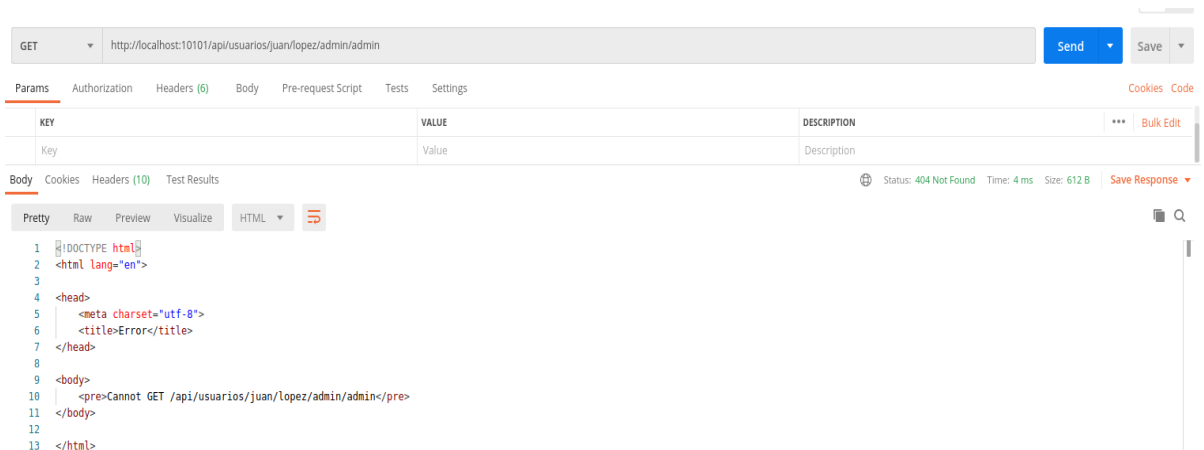 GET http://localhost:10101/api/usuarios/juan/lopez/admin/admin Send Save
Params Authorization Headers (6) Body Pre-request Script Tests Settings Cookies Code
KEY VALUE DESCRIPTION ••• Bulk Edit
Key Value Description
Body Cookies Headers (10) Test Results Status: 404 Not Found Time: 4 ms Size: 612 B Save Response
Pretty Raw Preview Visualize HTML
1 <!DOCTYPE html>
2 <html lang="en">
3
4 <head>
5 <meta charset="utf-8">
6 <title>Error</title>
7 </head>
8
9 <body>
10 <pre>Cannot GET /api/usuarios/juan/lopez/admin/admin</pre>
11 </body>
12
13 </html>